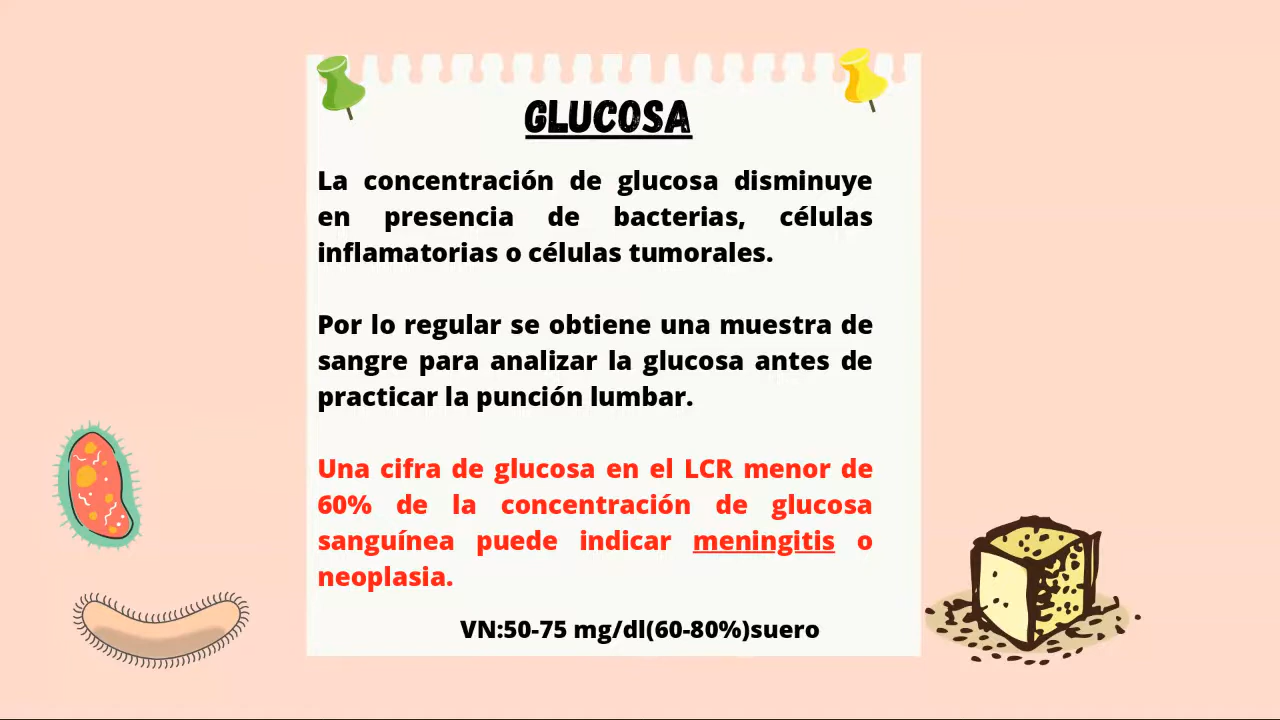 GLUCOSA
La concentración de glucosa disminuye
en presencia de bacterias, células
inflamatorias o células tumorales.
Por lo regular se obtiene una muestra de
sangre para analizar la glucosa antes de
practicar la punción lumbar.
Una cifra de glucosa en el LCR menor de
60% de la concentración de glucosa
sanguínea puede indicar meningitis o
neoplasia.
VN:50-75 mg/dl(60-80%)suero